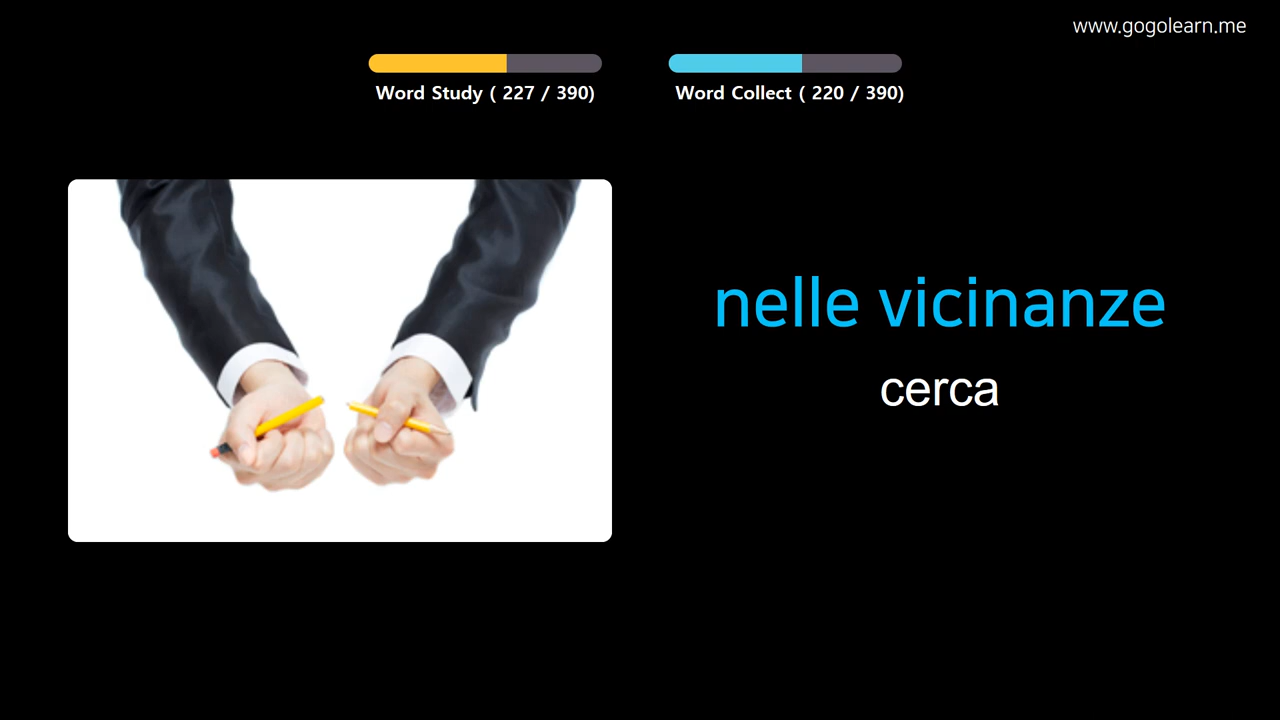 www.gogolearn.me
Word Study ( 227 / 390)
Word Collect ( 220 / 390)
nelle vicinanze
cerca